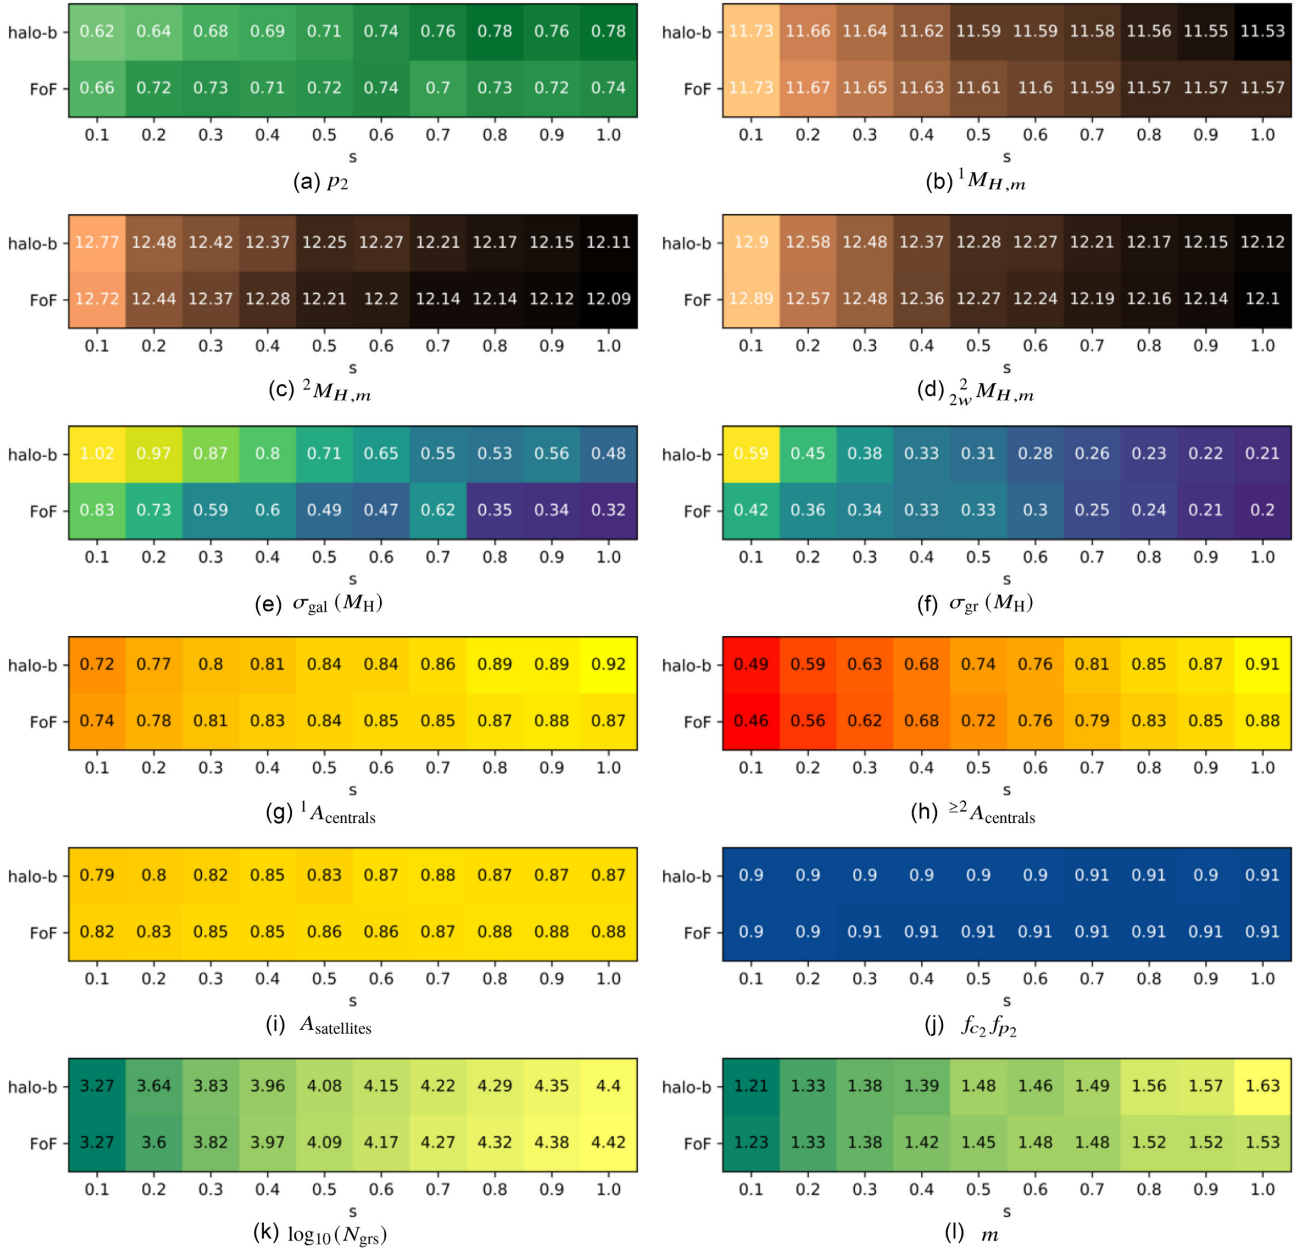 halo-b 0.62 0.64 0.68 0.69 0.71 0.74 0.76 0.78 0.76 0.78
FoF 0.66 0.72 0.73 0.71 0.72 0.74 0.7 0.73 0.72 0.74
0.1 0.2 0.3 0.4 0.5 0.6 0.7 0.8 0.9 1.0
s
(a) p₂
halo-b 11.73 11.66 11.64 11.62 11.59 11.59 11.58 11.56 11.55 11.53
FoF 11.73 11.67 11.65 11.63 11.61 11.6 11.59 11.57 11.57 11.57
0.1 0.2 0.3 0.4 0.5 0.6 0.7 0.8 0.9 1.0
s
(b) ¹M_{H,m}
halo-b 12.77 12.48 12.42 12.37 12.25 12.27 12.21 12.17 12.15 12.11
FoF 12.72 12.44 12.37 12.28 12.21 12.2 12.14 12.14 12.12 12.09
0.1 0.2 0.3 0.4 0.5 0.6 0.7 0.8 0.9 1.0
s
(c) ²M_{H,m}
halo-b 12.9 12.58 12.48 12.37 12.28 12.27 12.21 12.17 12.15 12.12
FoF 12.89 12.57 12.48 12.36 12.27 12.24 12.19 12.16 12.14 12.1
0.1 0.2 0.3 0.4 0.5 0.6 0.7 0.8 0.9 1.0
s
(d) ²_{2w}M_{H,m}
halo-b 1.02 0.97 0.87 0.8 0.71 0.65 0.55 0.53 0.56 0.48
FoF 0.83 0.73 0.59 0.6 0.49 0.47 0.62 0.35 0.34 0.32
0.1 0.2 0.3 0.4 0.5 0.6 0.7 0.8 0.9 1.0
s
(e) σ_{gal} (M_H)
halo-b 0.59 0.45 0.38 0.33 0.31 0.28 0.26 0.23 0.22 0.21
FoF 0.42 0.36 0.34 0.33 0.33 0.3 0.25 0.24 0.21 0.2
0.1 0.2 0.3 0.4 0.5 0.6 0.7 0.8 0.9 1.0
s
(f) σ_{gr} (M_H)
halo-b 0.72 0.77 0.8 0.81 0.84 0.84 0.86 0.89 0.89 0.92
FoF 0.74 0.78 0.81 0.83 0.84 0.85 0.85 0.87 0.88 0.87
0.1 0.2 0.3 0.4 0.5 0.6 0.7 0.8 0.9 1.0
s
(g) ¹A_{centrals}
halo-b 0.49 0.59 0.63 0.68 0.74 0.76 0.81 0.85 0.87 0.91
FoF 0.46 0.56 0.62 0.68 0.72 0.76 0.79 0.83 0.85 0.88
0.1 0.2 0.3 0.4 0.5 0.6 0.7 0.8 0.9 1.0
s
(h) ^{≥2}A_{centrals}
halo-b 0.79 0.8 0.82 0.85 0.83 0.87 0.88 0.87 0.87 0.87
FoF 0.82 0.83 0.85 0.85 0.86 0.86 0.87 0.88 0.88 0.88
0.1 0.2 0.3 0.4 0.5 0.6 0.7 0.8 0.9 1.0
s
(i) A_{satellites}
halo-b 0.9 0.9 0.9 0.9 0.9 0.9 0.91 0.91 0.9 0.91
FoF 0.9 0.9 0.91 0.91 0.91 0.91 0.91 0.91 0.91 0.91
0.1 0.2 0.3 0.4 0.5 0.6 0.7 0.8 0.9 1.0
s
(j) f_{c₂} f_{p₂}
halo-b 3.27 3.64 3.83 3.96 4.08 4.15 4.22 4.29 4.35 4.4
FoF 3.27 3.6 3.82 3.97 4.09 4.17 4.27 4.32 4.38 4.42
0.1 0.2 0.3 0.4 0.5 0.6 0.7 0.8 0.9 1.0
s
(k) log₁₀(N_{grs})
halo-b 1.21 1.33 1.38 1.39 1.48 1.46 1.49 1.56 1.57 1.63
FoF 1.23 1.33 1.38 1.42 1.45 1.48 1.48 1.52 1.52 1.53
0.1 0.2 0.3 0.4 0.5 0.6 0.7 0.8 0.9 1.0
s
(l) m